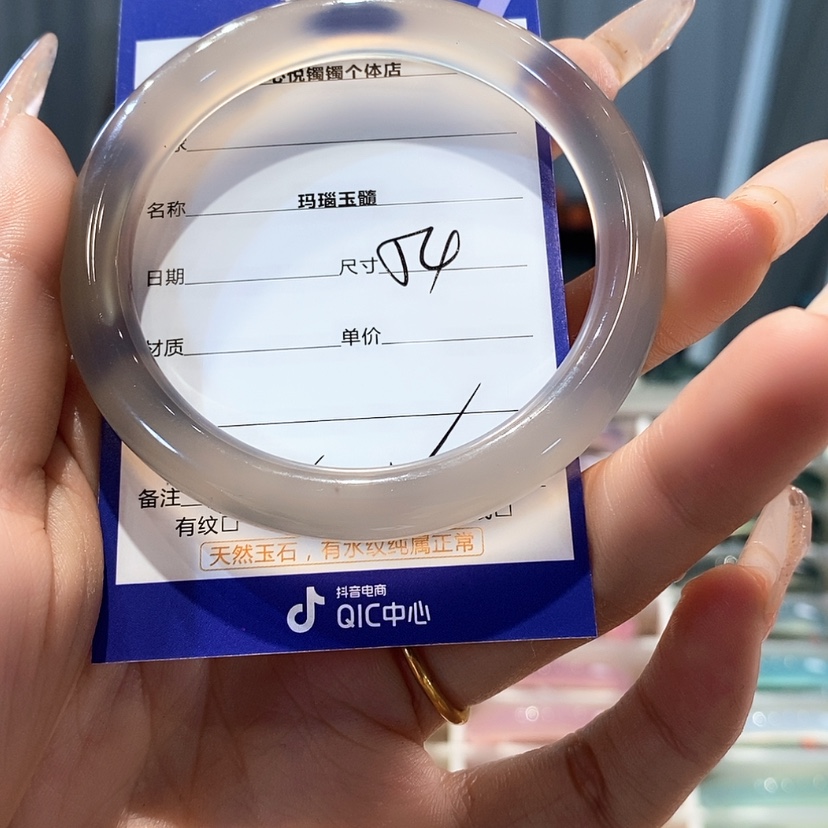 悦镯镯个体店
名称 玛瑙玉髓
日期 尺寸 54
材质 单价
备注
有纹□
天然玉石，有水纹纯属正常
抖音电商
QIC中心